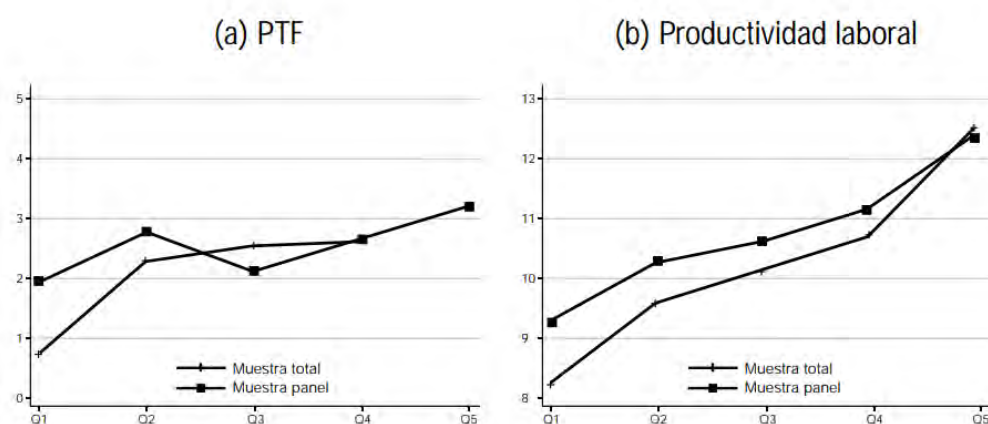 (a) PTF
5
4
3
2
1
0
Muestra total
Muestra panel
Q1 Q2 Q3 Q4 Q5
(b) Productividad laboral
13
12
11
10
9
8
Muestra total
Muestra panel
Q1 Q2 Q3 Q4 Q5